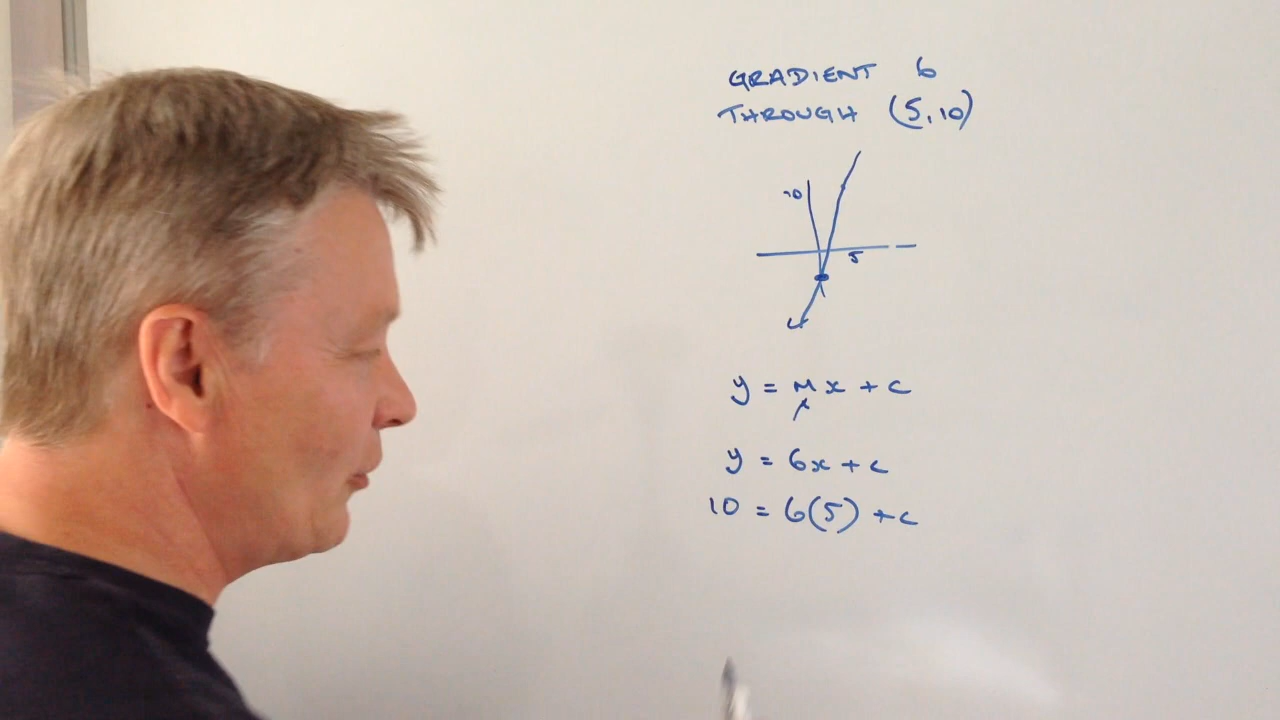 GRADIENT 6
THROUGH (5,10)
10
5
y = mx + c
y = 6x + c
10 = 6(5) + c